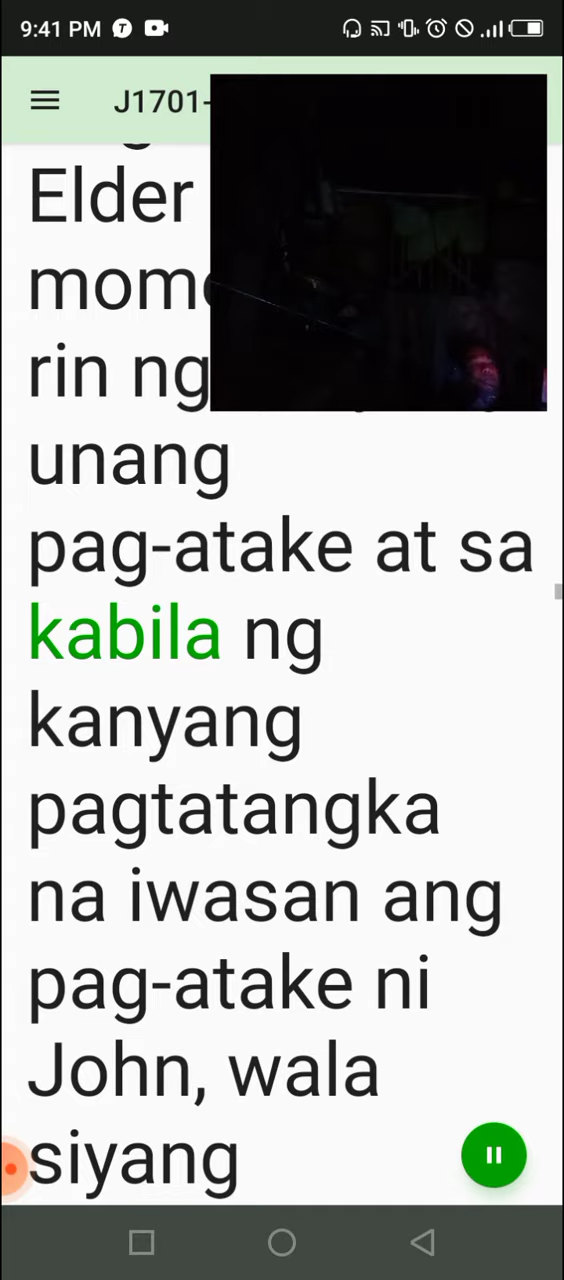 9:41 PM
J1701-
Elder
rin ng
unang
pag-atake at sa
kabila ng
kanyang
pagtatangka
na iwasan ang
pag-atake ni
John, wala
siyang